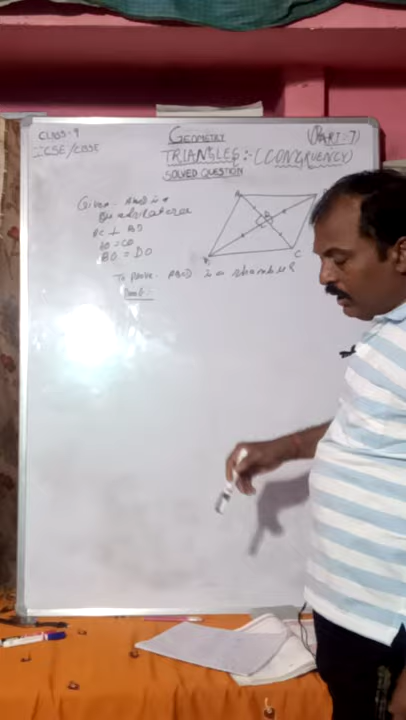 CLASS-9
ICSE/CBSE
GEOMETRY
(PART:-7)
TRIANGLES:-(CONGRUENCY)
SOLVED QUESTION
Given- ABCD is a
Quadrilateral
AC ⊥ BD
AO = CO
BO = DO
A
B
C
O
To prove- ABCD is a rhombus
Proof:-